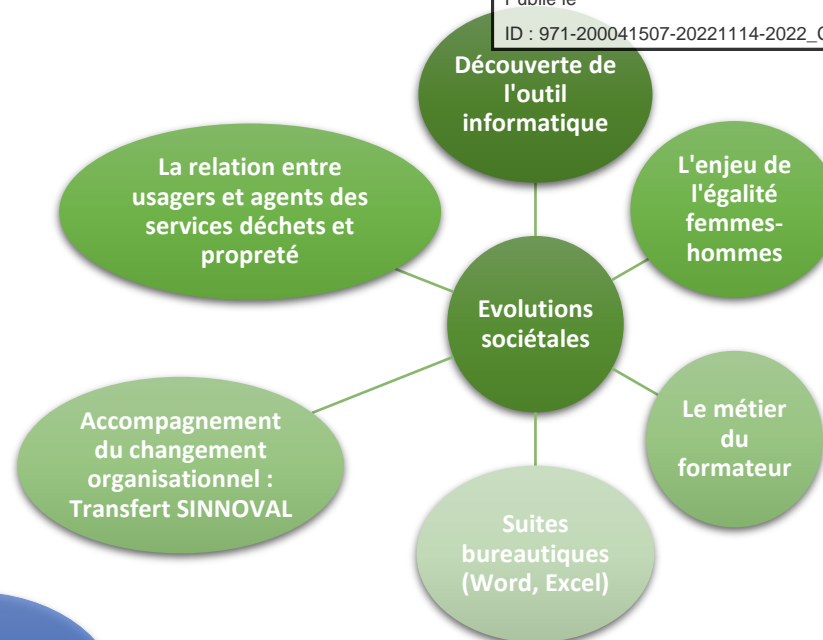 Publié le
ID : 971-200041507-20221114-2022_
Découverte de
l'outil
informatique
La relation entre
usagers et agents des
services déchets et
propreté
L'enjeu de
l'égalité
femmes-
hommes
Evolutions
sociétales
Accompagnement
du changement
organisationnel :
Transfert SINNOVAL
Le métier
du
formateur
Suites
bureautiques
(Word, Excel)